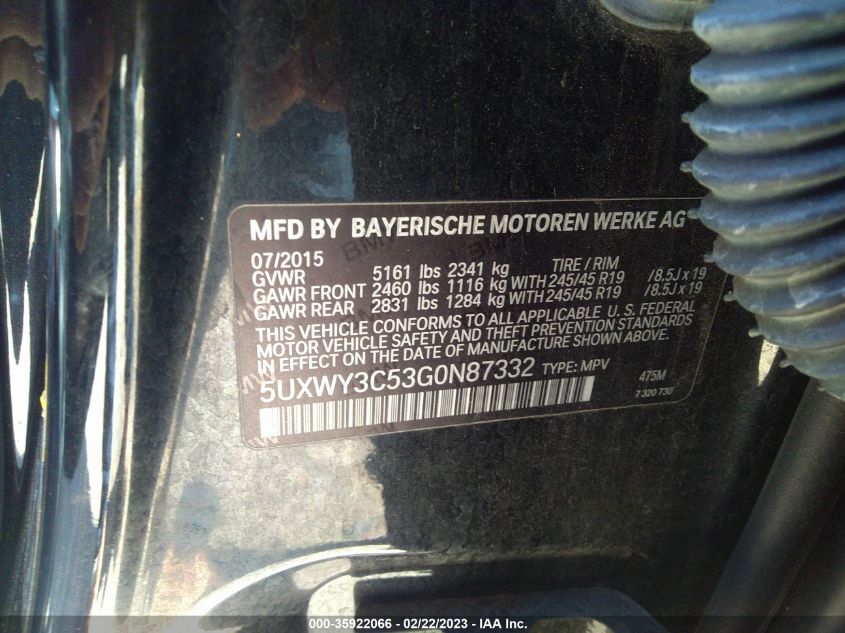 MFD BY BAYERISCHE MOTOREN WERKE AG
07/2015 TIRE / RIM
GVWR 5161 lbs 2341 kg
GAWR FRONT 2460 lbs 1116 kg WITH 245/45 R19 /8.5J x 19
GAWR REAR 2831 lbs 1284 kg WITH 245/45 R19 /8.5J x 19
THIS VEHICLE CONFORMS TO ALL APPLICABLE U. S. FEDERAL
MOTOR VEHICLE SAFETY AND THEFT PREVENTION STANDARDS
IN EFFECT ON THE DATE OF MANUFACTURE SHOWN ABOVE.
5UXWY3C53G0N87332 TYPE: MPV
475M
7 320 730
000-35922066 - 02/22/2023 - IAA Inc.